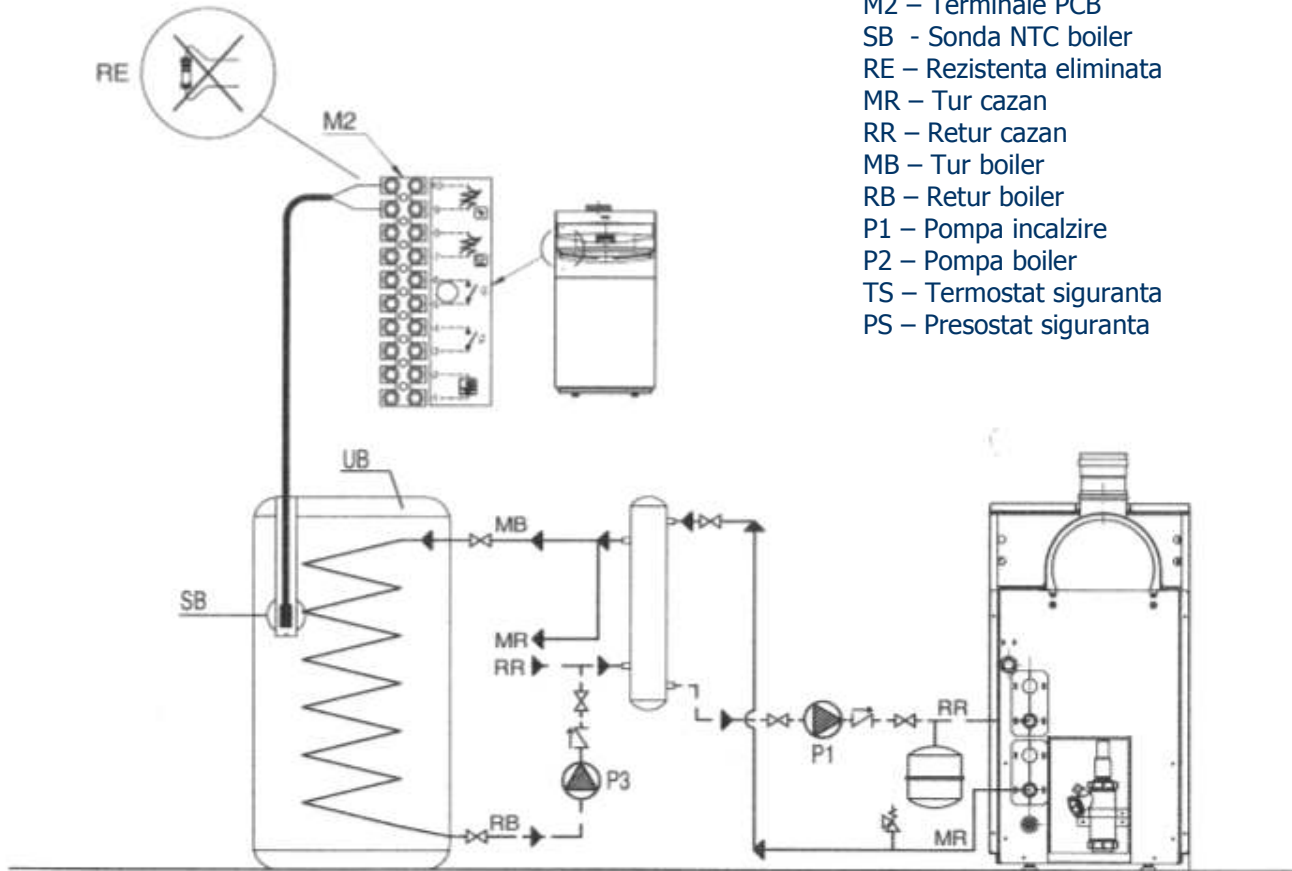 M2 – Terminale PCB
SB - Sonda NTC boiler
RE – Rezistenta eliminata
MR – Tur cazan
RR – Retur cazan
MB – Tur boiler
RB – Retur boiler
P1 – Pompa incalzire
P2 – Pompa boiler
TS – Termostat siguranta
PS – Presostat siguranta
RE
M2
UB
MB
SB
MR
RR
RR
P1
P3
RB
MR